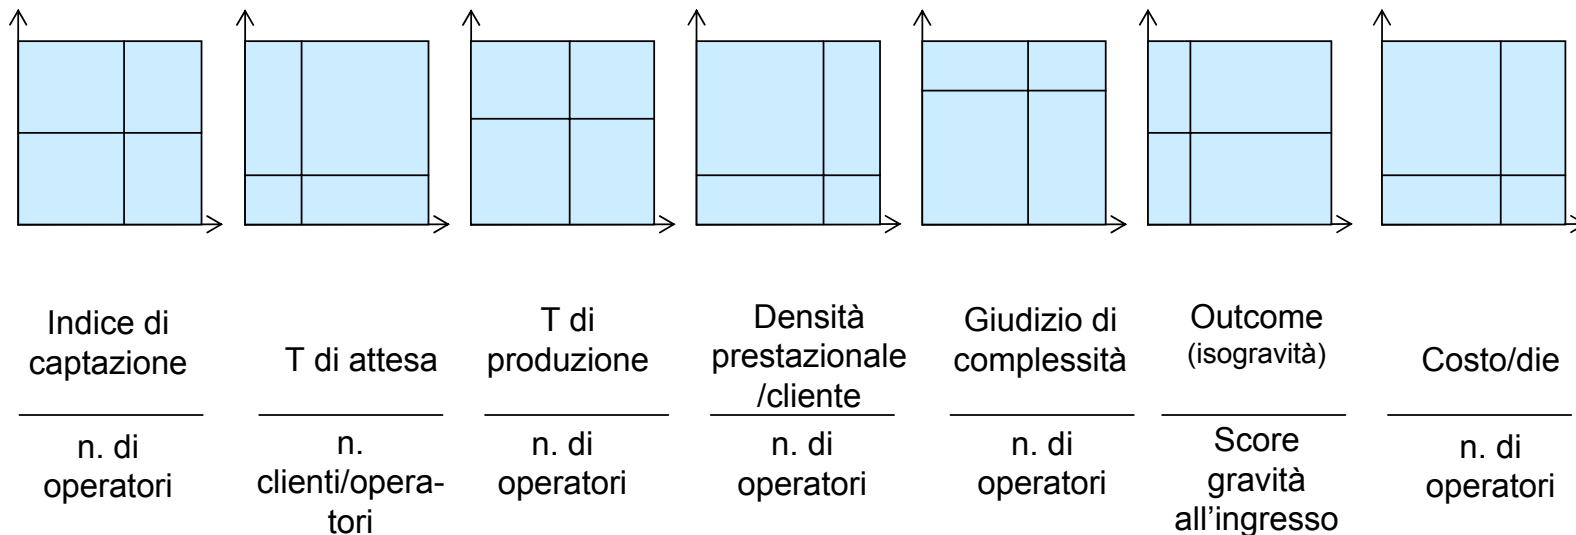 Indice di
captazione
n. di
operatori
T di attesa
n.
clienti/opera-
tori
T di
produzione
n. di
operatori
Densità
prestazionale
/cliente
n. di
operatori
Giudizio di
complessità
n. di
operatori
Outcome
(isogravità)
Score
gravità
all’ingresso
Costo/die
n. di
operatori